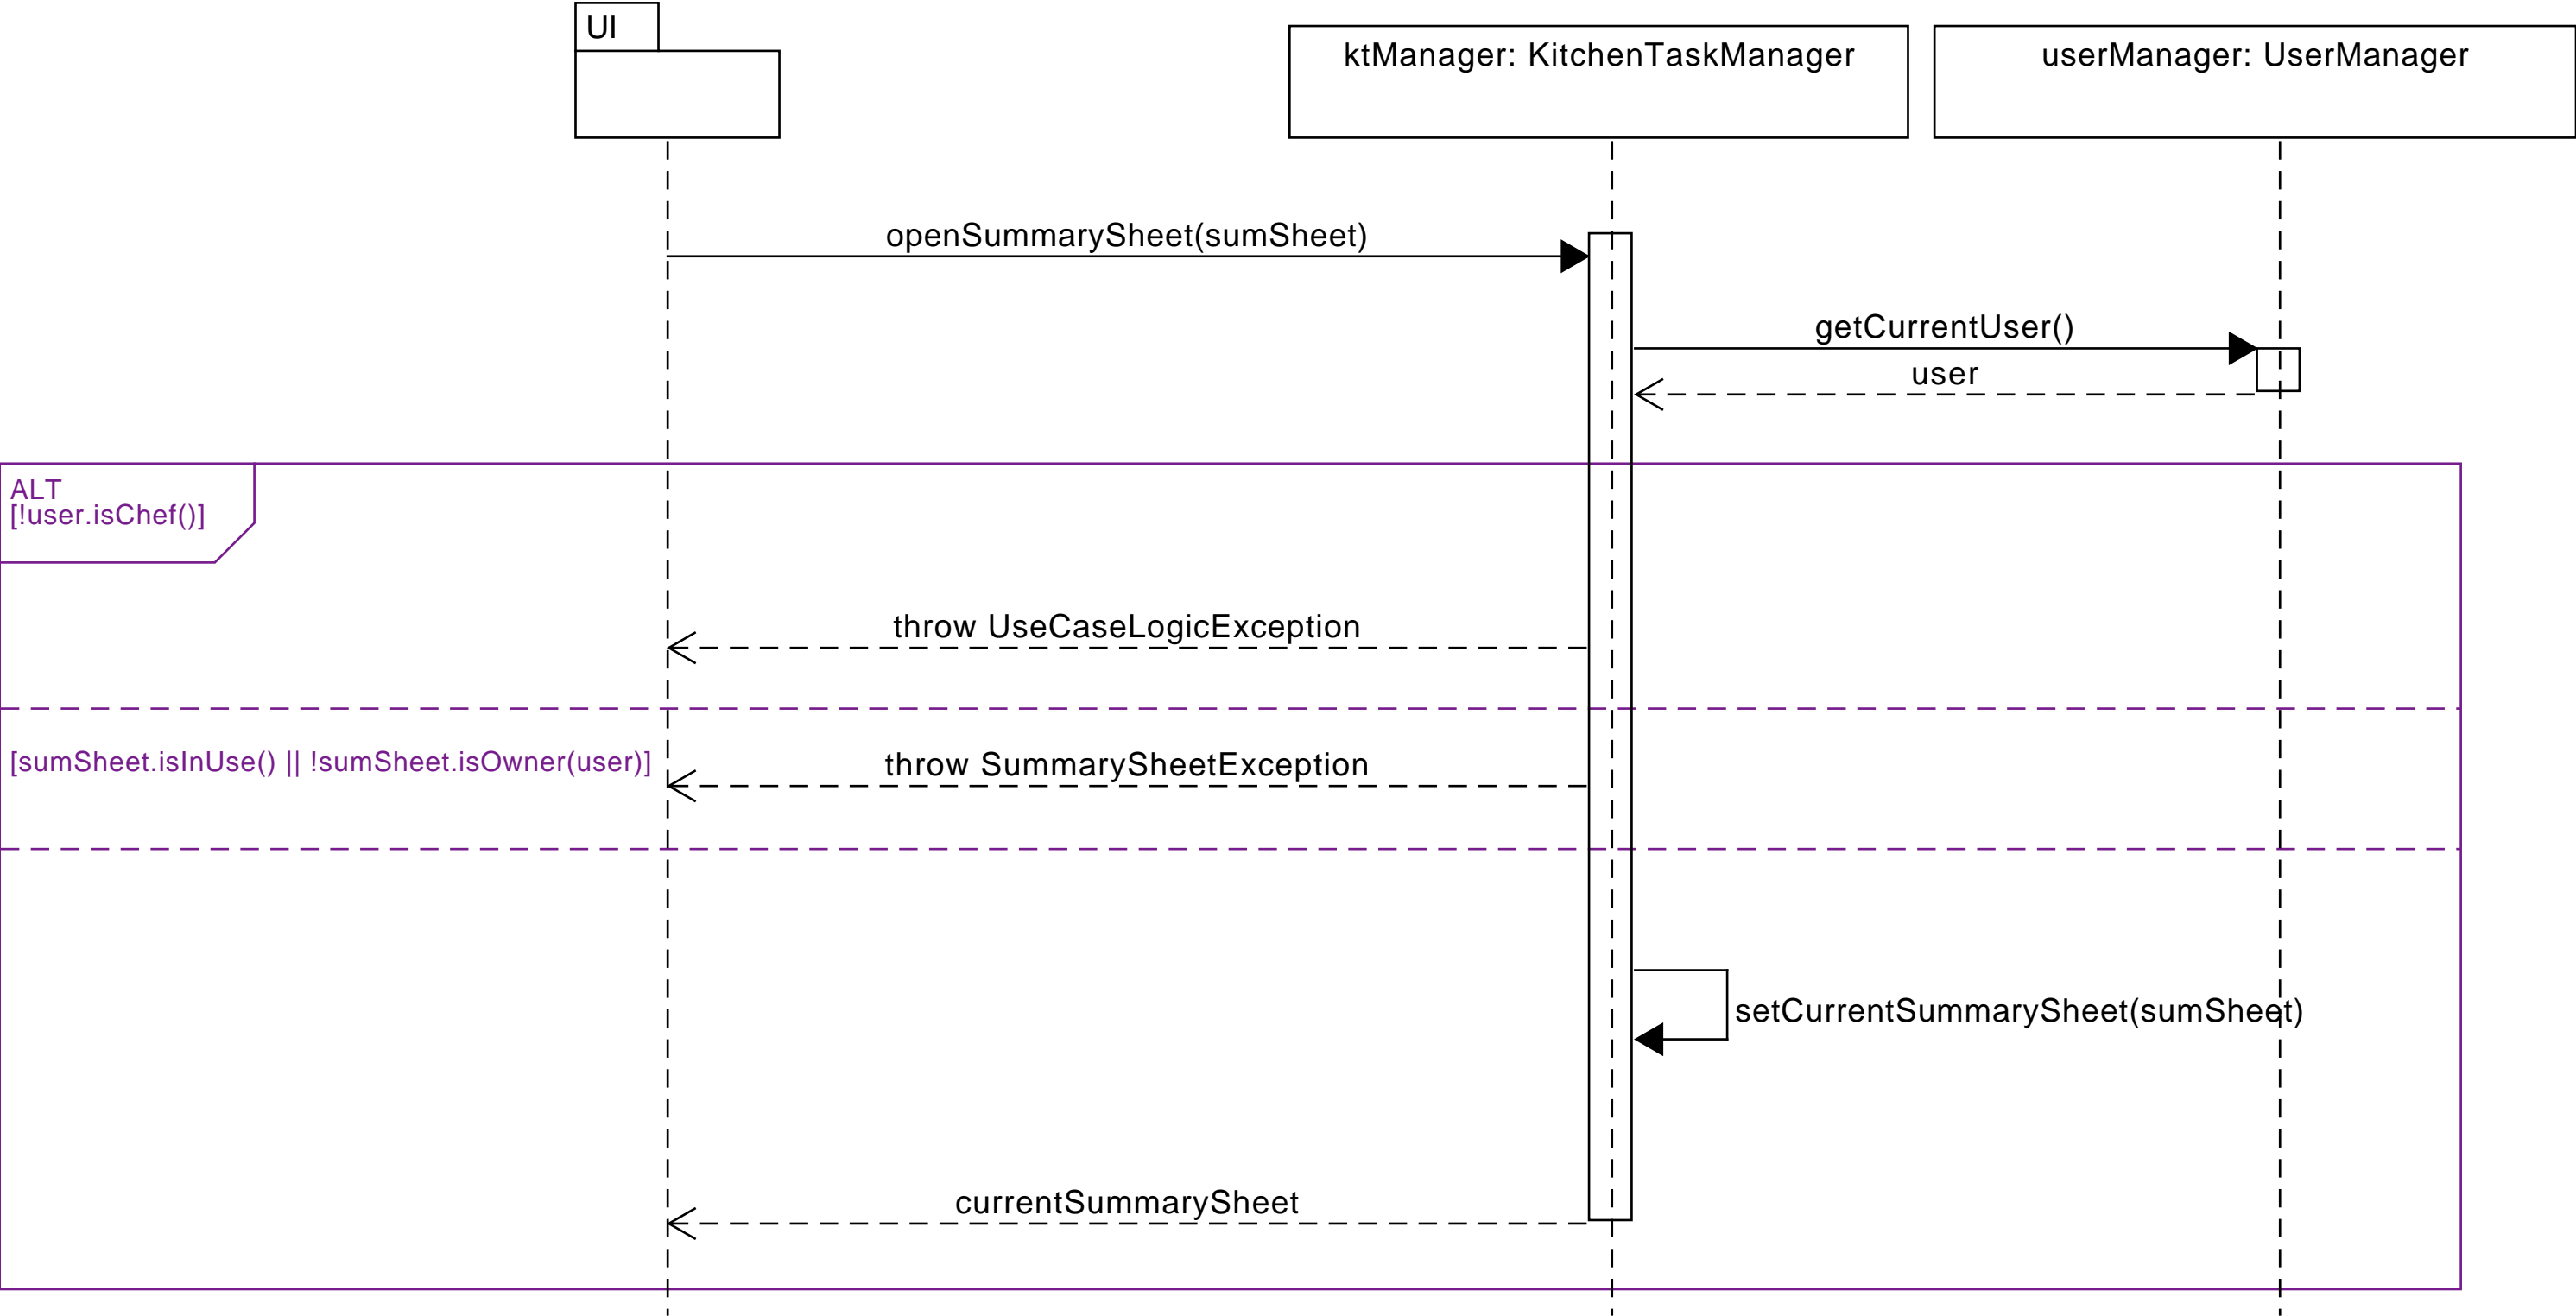 UI
ktManager: KitchenTaskManager
userManager: UserManager
openSummarySheet(sumSheet)
getCurrentUser()
user
ALT
[!user.isChef()]
throw UseCaseLogicException
[sumSheet.isInUse() || !sumSheet.isOwner(user)]
throw SummarySheetException
setCurrentSummarySheet(sumSheet)
currentSummarySheet